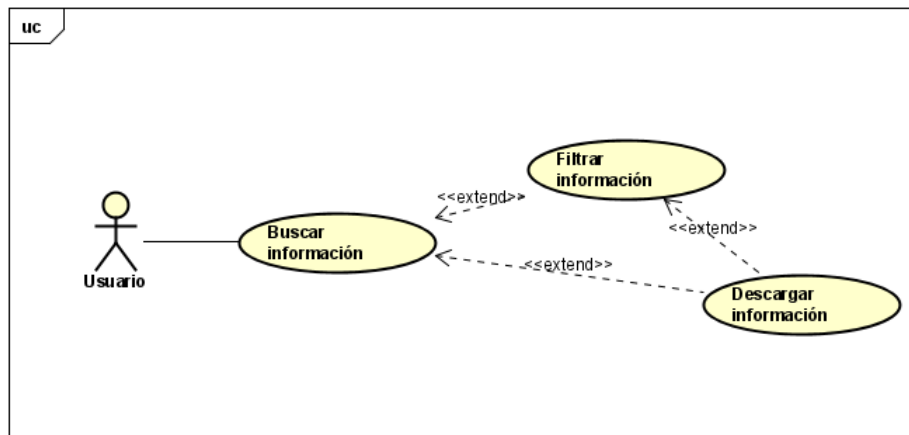 uc
Filtrar
información
<<extend>>
Buscar
información
<<extend>>
<<extend>>
Usuario
Descargar
información